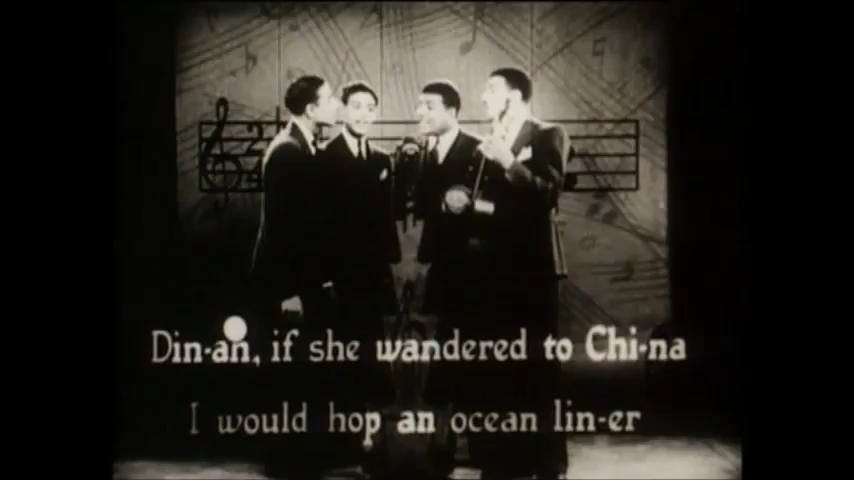 Din-ah, if she wandered to Chi-na
I would hop an ocean lin-er